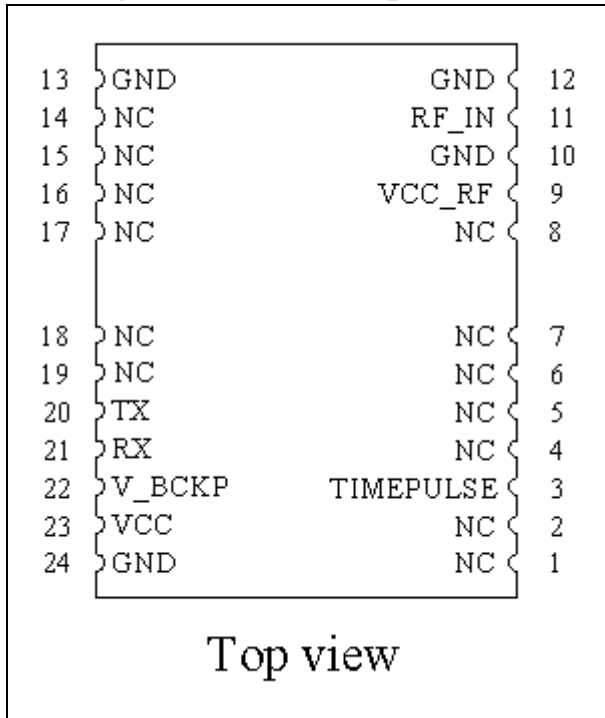 13 GND GND 12
14 NC RF_IN 11
15 NC GND 10
16 NC VCC_RF 9
17 NC NC 8
18 NC NC 7
19 NC NC 6
20 TX NC 5
21 RX NC 4
22 V_BCKP TIMEPULSE 3
23 VCC NC 2
24 GND NC 1
Top view